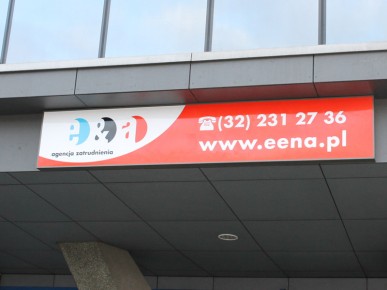 e&a
agencja zatrudnienia
☎(32) 231 27 36
www.eena.pl